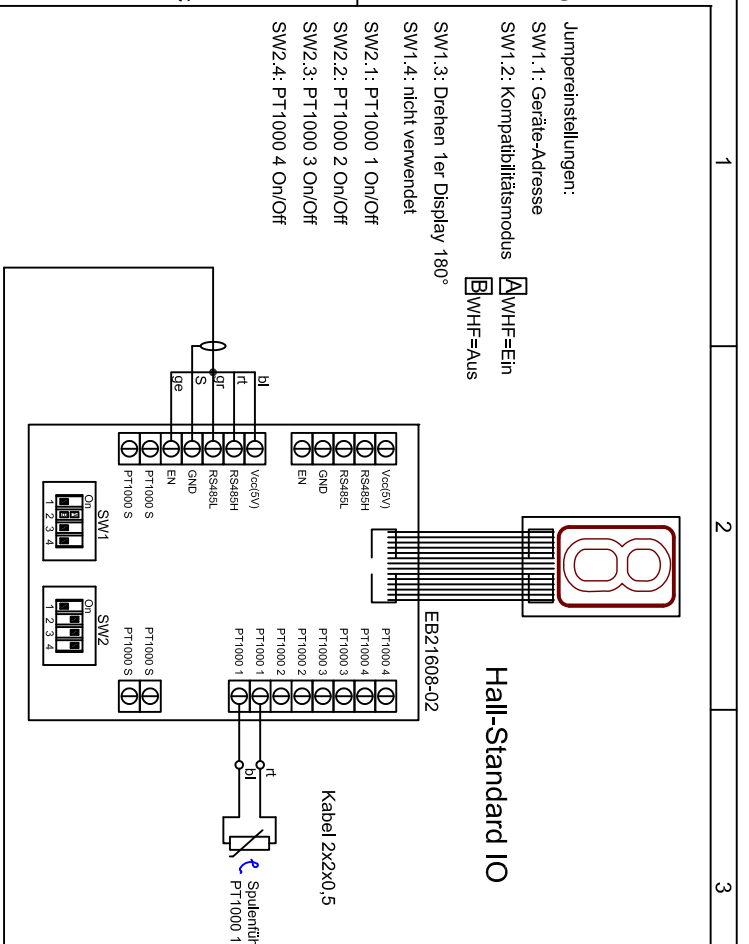 1
2
3
Jumpereinstellungen:
SW1.1: Geräte-Adresse
SW1.2: Kompatibilitätsmodus
A WHF=Ein
B WHF=Aus
SW1.3: Drehen 1er Display 180°
SW1.4: nicht verwendet
SW2.1: PT1000 1 On/Off
SW2.2: PT1000 2 On/Off
SW2.3: PT1000 3 On/Off
SW2.4: PT1000 4 On/Off
Hall-Standard IO
EB21608-02
Vcc(5V)
RS485H
RS485L
GND
EN
bl
rt
gr
S
ge
Vcc(5V)
RS485H
RS485L
GND
EN
PT1000 S
PT1000 S
PT1000 4
PT1000 4
PT1000 3
PT1000 3
PT1000 2
PT1000 2
PT1000 1
PT1000 1
PT1000 S
PT1000 S
SW1
On
1 2 3 4
SW2
On
1 2 3 4
Kabel 2x2x0,5
rt
bl
PT1000 1